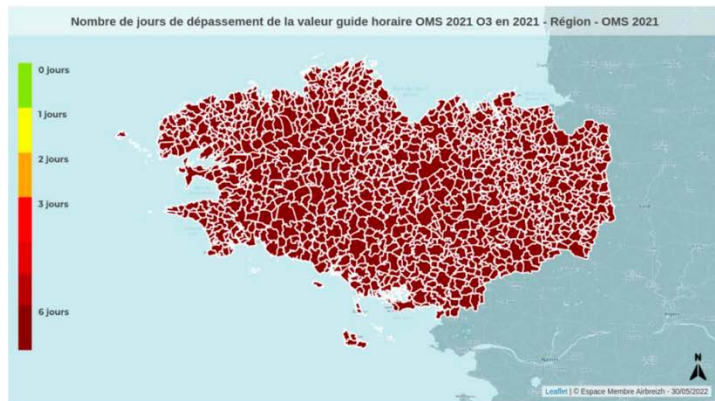 Nombre de jours de dépassement de la valeur guide horaire OMS 2021 O3 en 2021 - Région - OMS 2021
0 jours
1 jours
2 jours
3 jours
6 jours
N
Leaflet | © Espace Membre Airbreizh - 30/05/2022